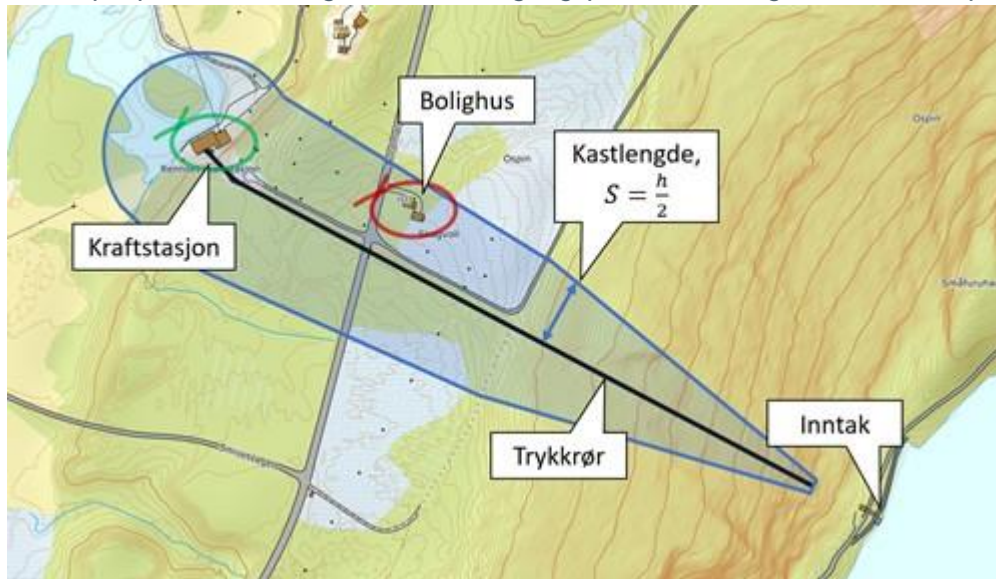 Bolighus
Ospin
Ospin
Kastlengde,
S = h/2
Kraftstasjon
Inntak
Trykkrør